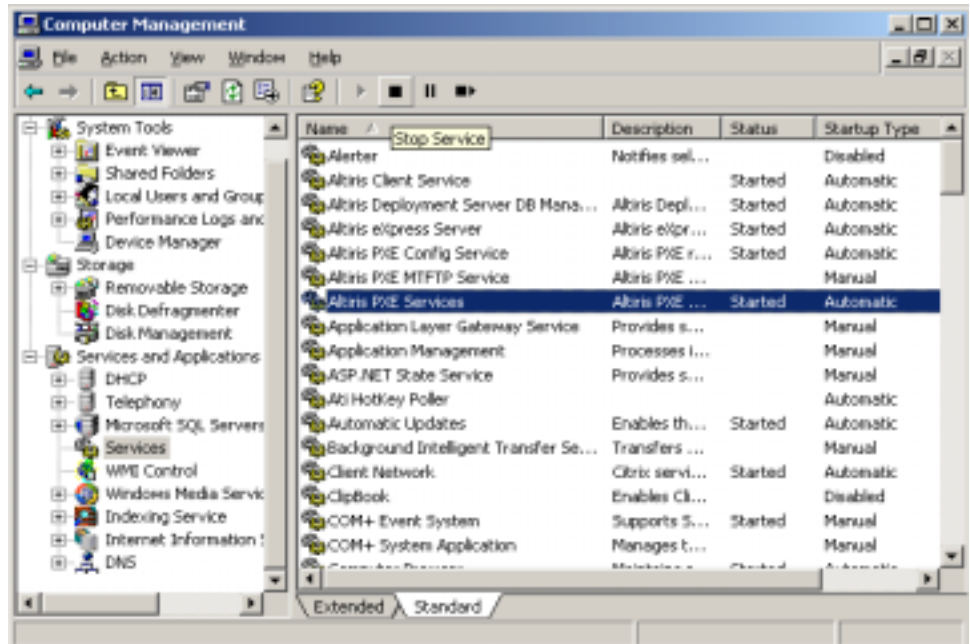 Computer Management
File Action View Window Help
System Tools
Event Viewer
Shared Folders
Local Users and Group
Performance Logs and
Device Manager
Storage
Removable Storage
Disk Defragmenter
Disk Management
Services and Applications
DHCP
Telephony
Microsoft SQL Servers
Services
WMI Control
Windows Media Servic
Indexing Service
Internet Information
DNS
Name Description Status Startup Type
Stop Service
Alerter Notifies sel... Disabled
Altiris Client Service Started Automatic
Altiris Deployment Server DB Mana... Altiris Depl... Started Automatic
Altiris eXpress Server Altiris eXpr... Started Automatic
Altiris PXE Config Service Altiris PXE r... Started Automatic
Altiris PXE MTFTP Service Altiris PXE ... Manual
Altiris PXE Services Altiris PXE ... Started Automatic
Application Layer Gateway Service Provides s... Manual
Application Management Processes i... Manual
ASP.NET State Service Provides s... Manual
Ati HotKey Poller Automatic
Automatic Updates Enables th... Started Automatic
Background Intelligent Transfer Se... Transfers ... Manual
Client Network Citrix servi... Started Automatic
ClipBook Enables Cli... Disabled
COM+ Event System Supports S... Started Manual
COM+ System Application Manages t... Manual
Extended Standard